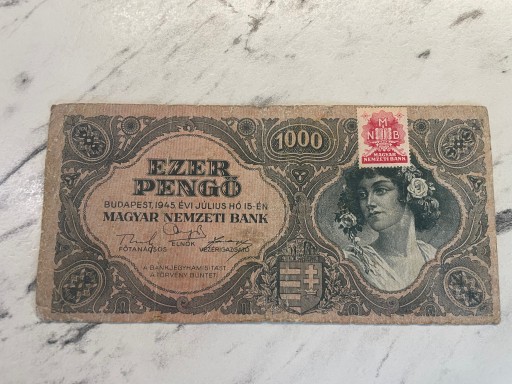 1000
M
N B
MAGYAR
NEMZETI BANK
EZER
PENGŐ
BUDAPEST, 1945. ÉVI JÚLIUS HÓ 15-ÉN
MAGYAR NEMZETI BANK
FŐTANÁCSOS
ELNÖK
VEZÉRIGAZGATÓ
A BANKJEGYHAMISÍTÁST
A TÖRVÉNY BÜNTETI